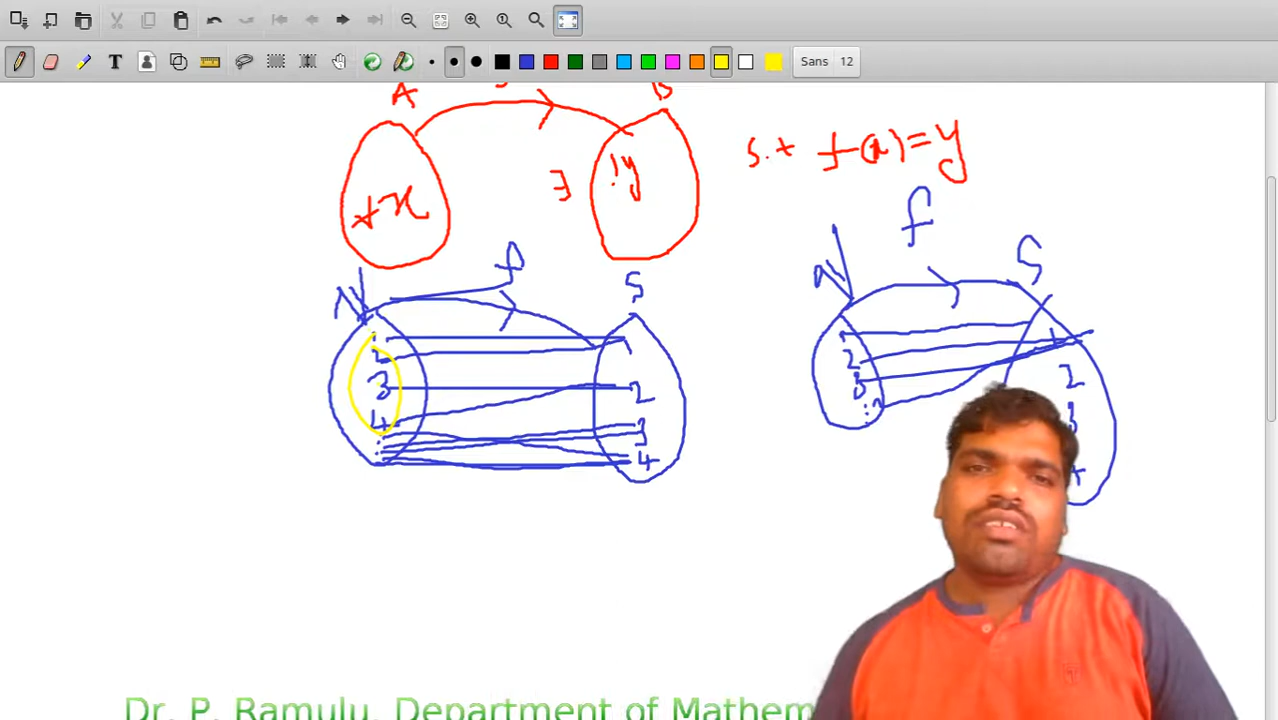 Sans 12
A B
∀x ∃ !y s.t f(x)=y
f
N f S N S
1 1 1 1
2 2 2
3 2 3 2
4 3 3
4 4
Dr. P. Ramulu, Department of Mathem